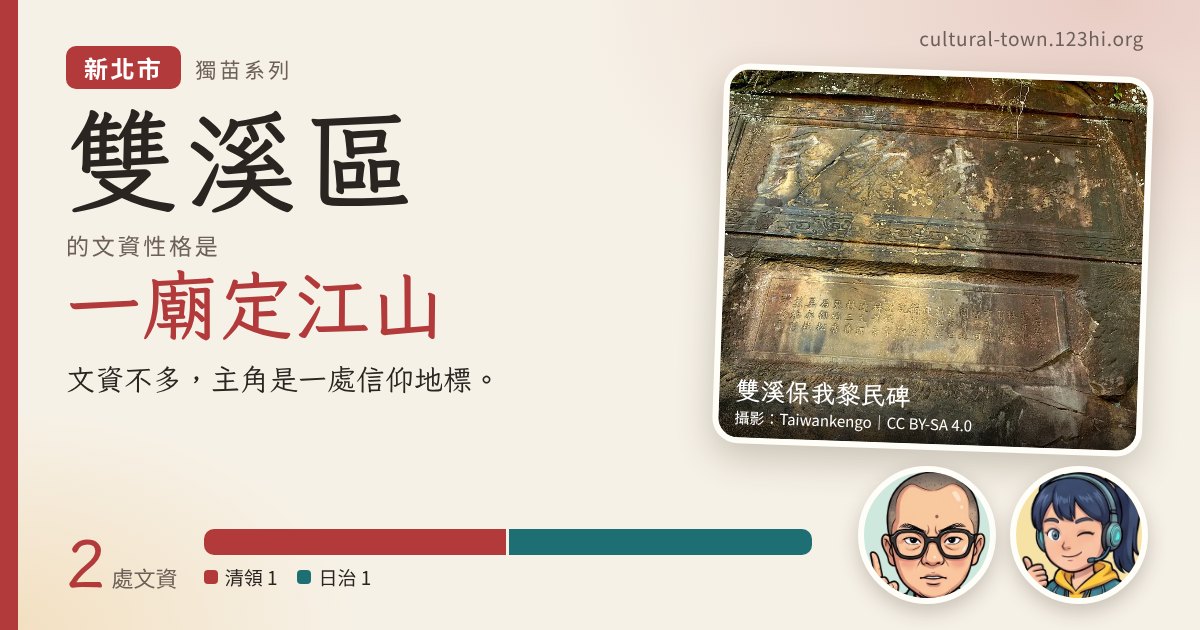 cultural-town.123hi.org
新北市 獨苗系列
雙溪區
的文資性格是
一廟定江山
文資不多，主角是一處信仰地標。
雙溪保我黎民碑
攝影：Taiwankengo｜CC BY-SA 4.0
2 處文資
清領 1 日治 1